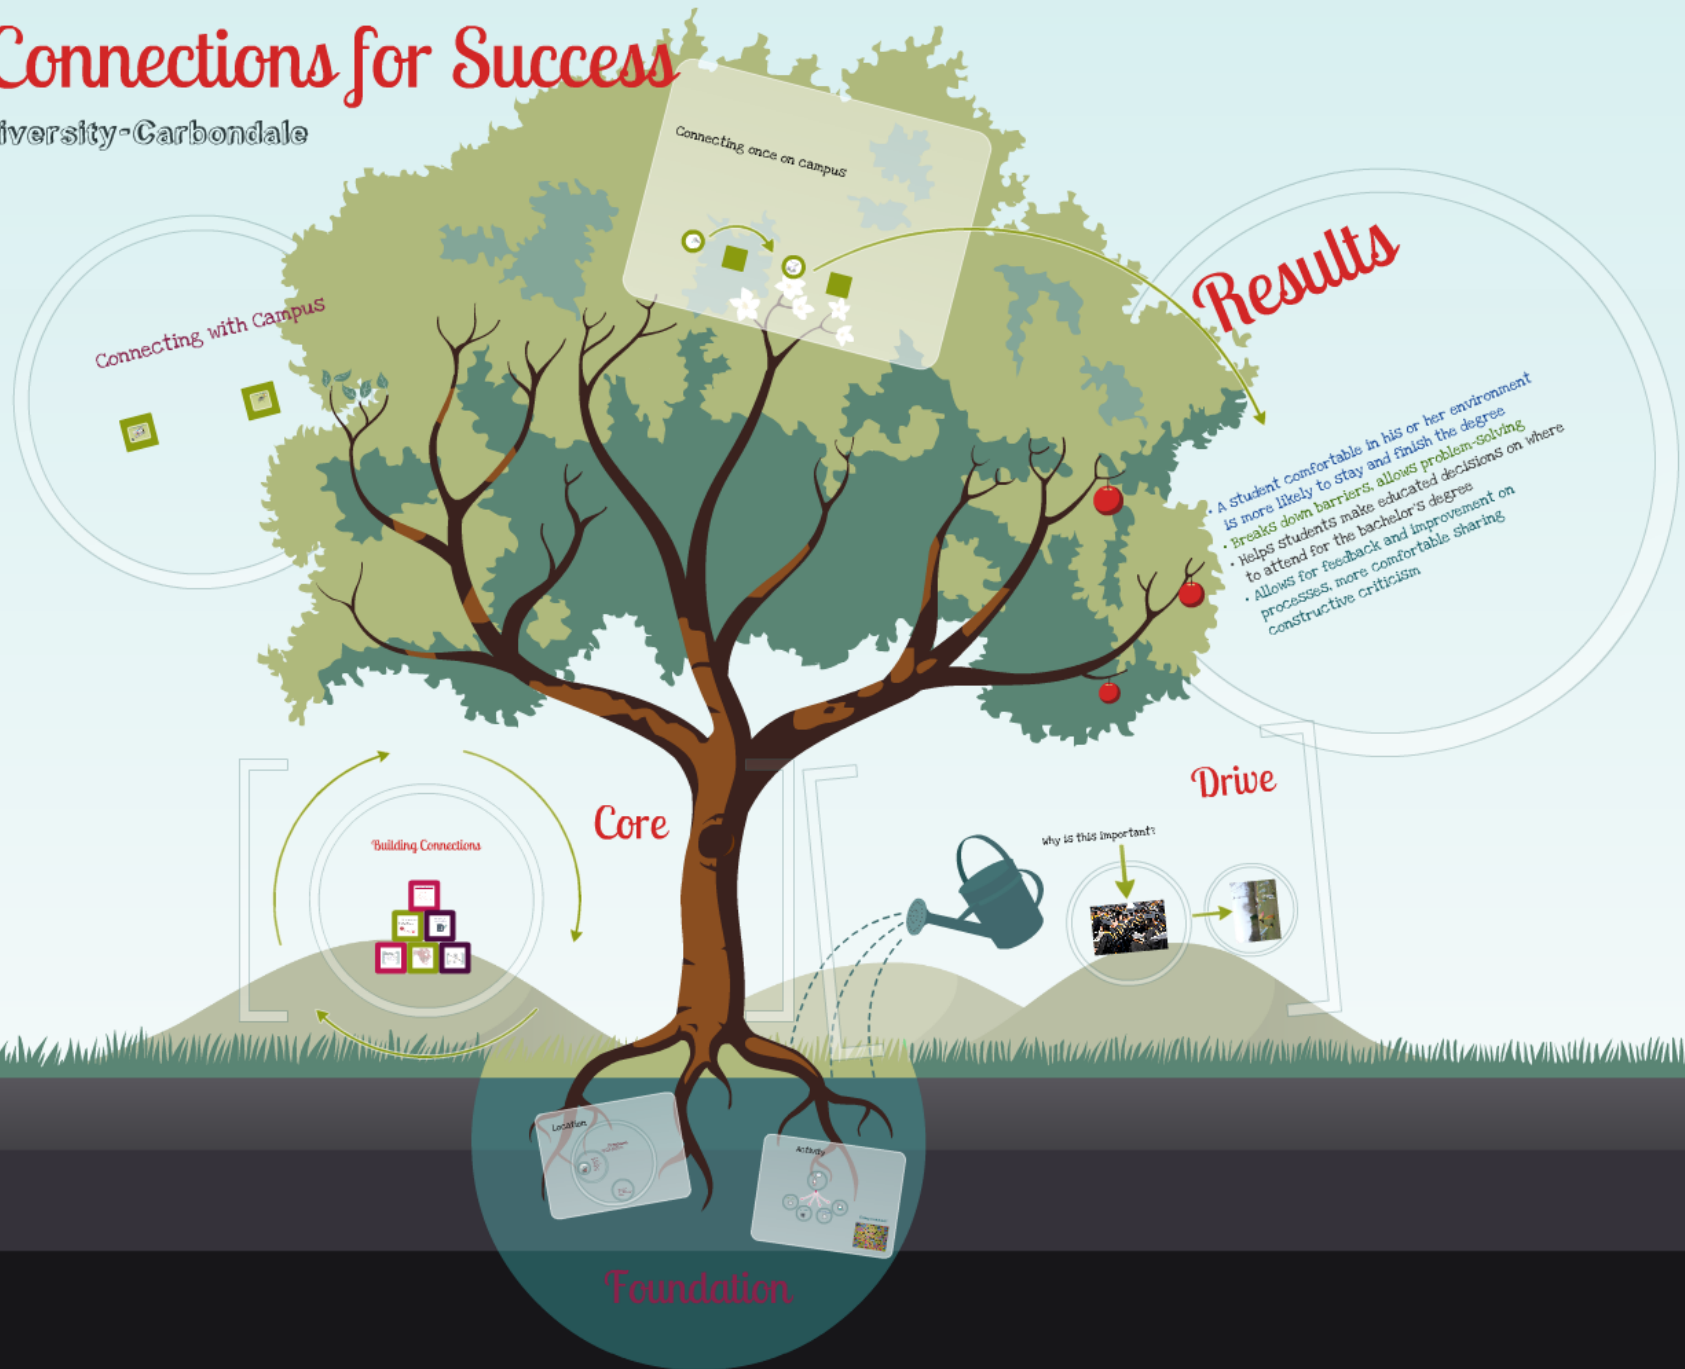 Connections for Success
iversity-Carbondale
Connecting once on campus
Results
Connecting with Campus
• A student comfortable in his or her environment
is more likely to stay and finish the degree
• Breaks down barriers, allows problem-solving
• Helps students make educated decisions on where
to attend for the bachelor's degree
• Allows for feedback and improvement on
processes, more comfortable sharing
constructive criticism
Drive
Core
Why is this important?
Building Connections
Location
Activity
Foundation